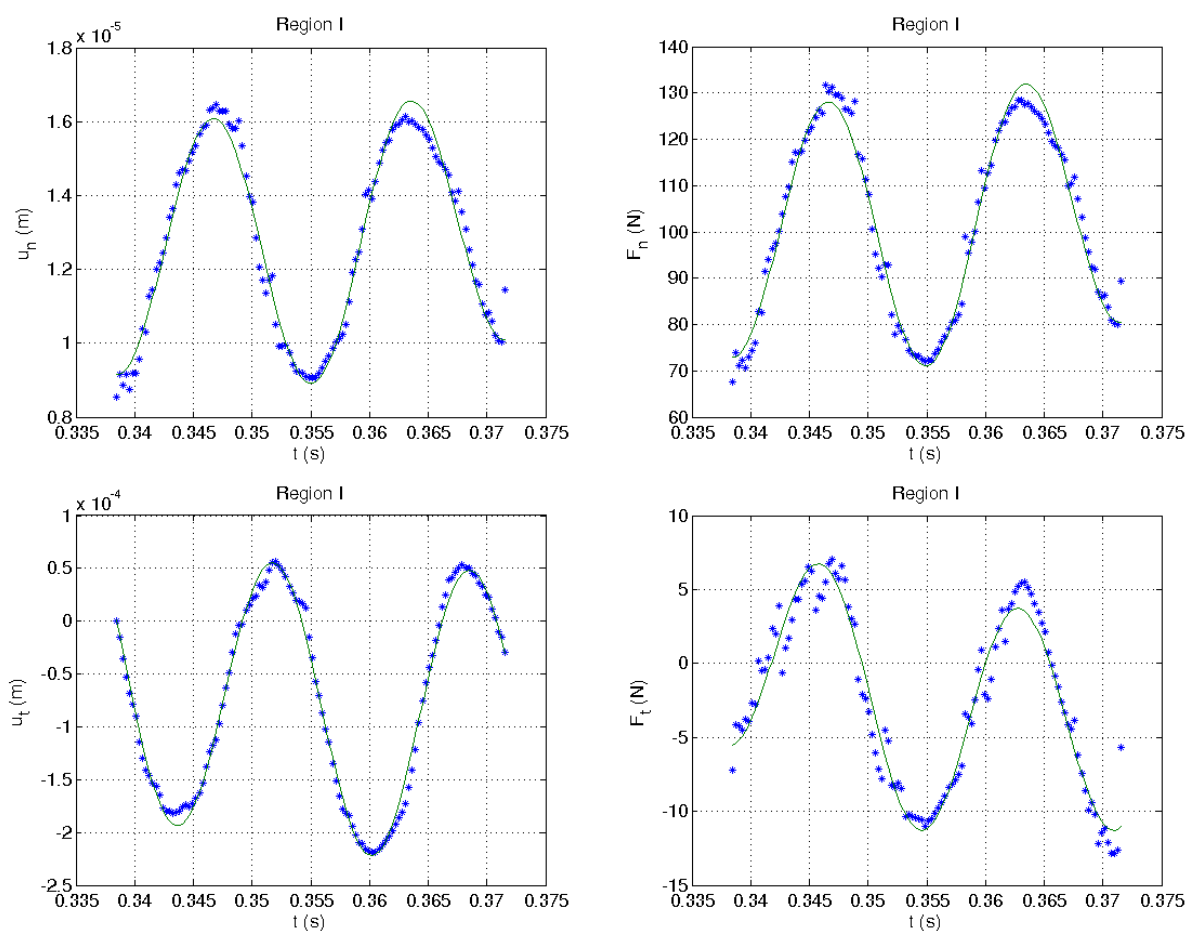 Region I
x 10^-5
1.8
1.6
1.4
1.2
1
0.8
u_n (m)
0.335 0.34 0.345 0.35 0.355 0.36 0.365 0.37 0.375
t (s)
Region I
140
130
120
110
100
90
80
70
60
F_n (N)
0.335 0.34 0.345 0.35 0.355 0.36 0.365 0.37 0.375
t (s)
Region I
x 10^-4
1
0.5
0
-0.5
-1
-1.5
-2
-2.5
u_t (m)
0.335 0.34 0.345 0.35 0.355 0.36 0.365 0.37 0.375
t (s)
Region I
10
5
0
-5
-10
-15
F_t (N)
0.335 0.34 0.345 0.35 0.355 0.36 0.365 0.37 0.375
t (s)